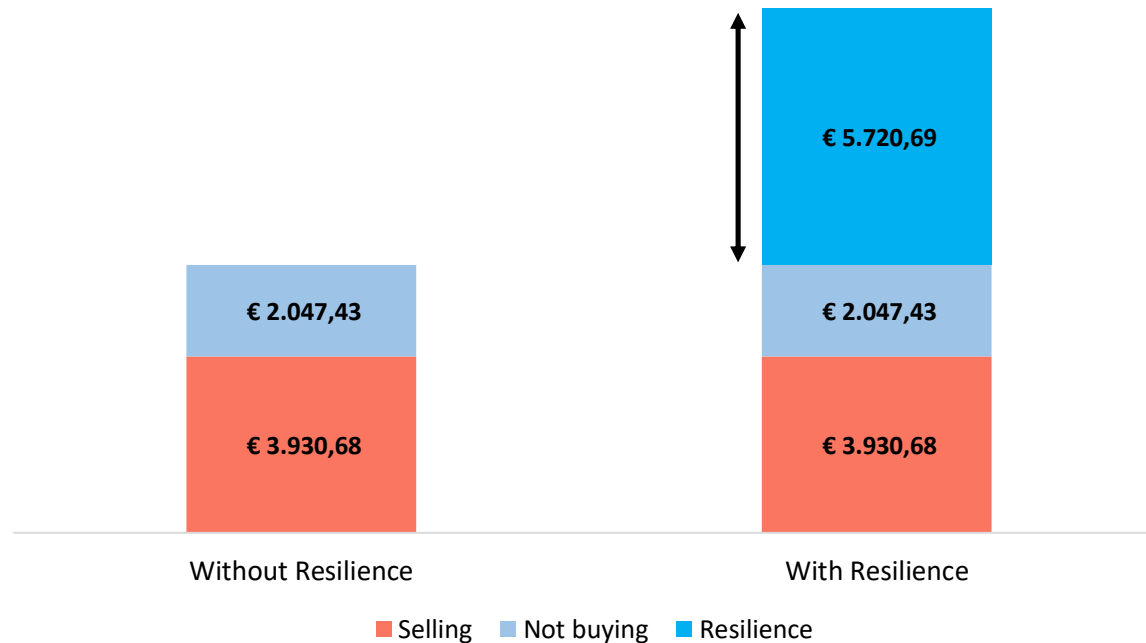 € 5.720,69
€ 2.047,43
€ 2.047,43
€ 3.930,68
€ 3.930,68
Without Resilience
With Resilience
Selling
Not buying
Resilience